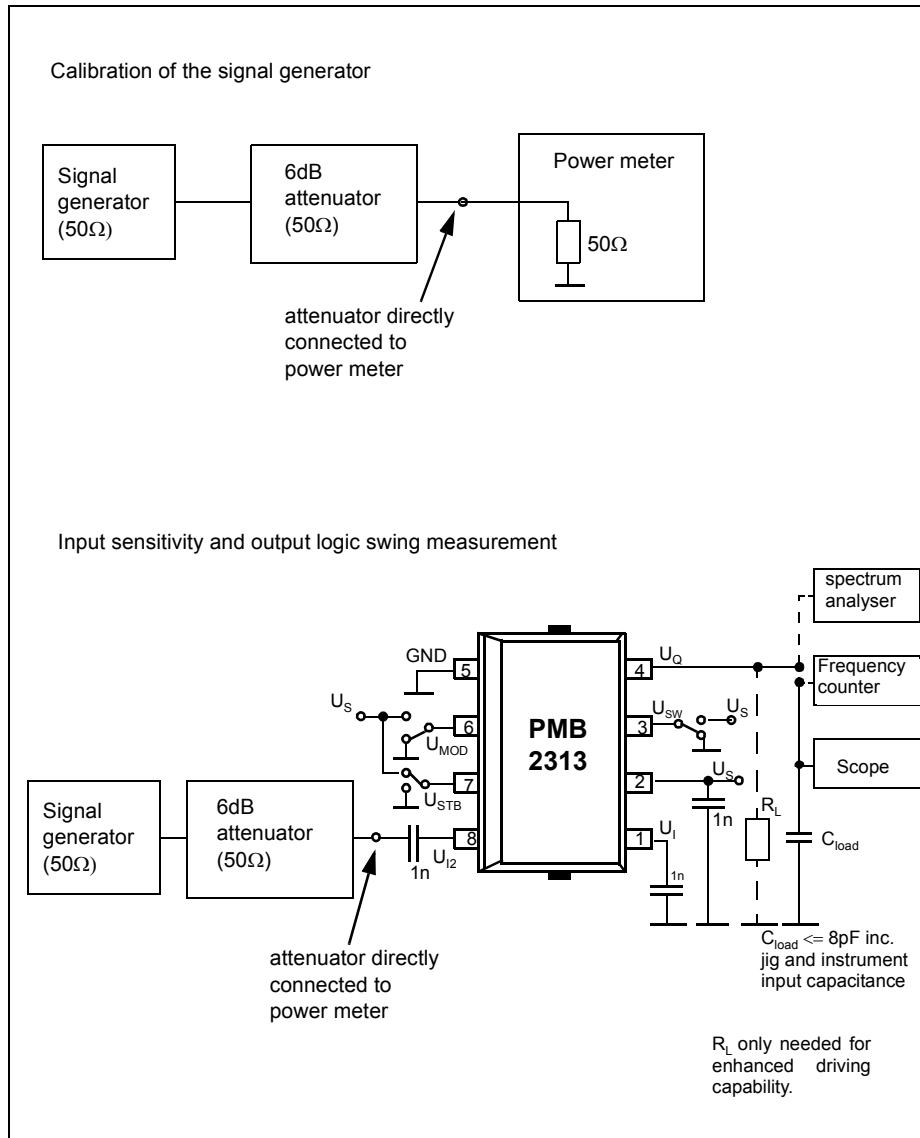 Calibration of the signal generator
Signal
generator
(50Ω)
6dB
attenuator
(50Ω)
Power meter
50Ω
attenuator directly
connected to
power meter
Input sensitivity and output logic swing measurement
spectrum
analyser
Frequency
counter
Scope
GND
5
U_S
6
U_MOD
7
U_STB
8
U_I2
1n
PMB
2313
U_Q
4
U_SW
3
U_S
2
U_S
1n
U_I
1
1n
R_L
C_load
Signal
generator
(50Ω)
6dB
attenuator
(50Ω)
attenuator directly
connected to
power meter
C_load <= 8pF inc.
jig and instrument
input capacitance
R_L only needed for
enhanced driving
capability.